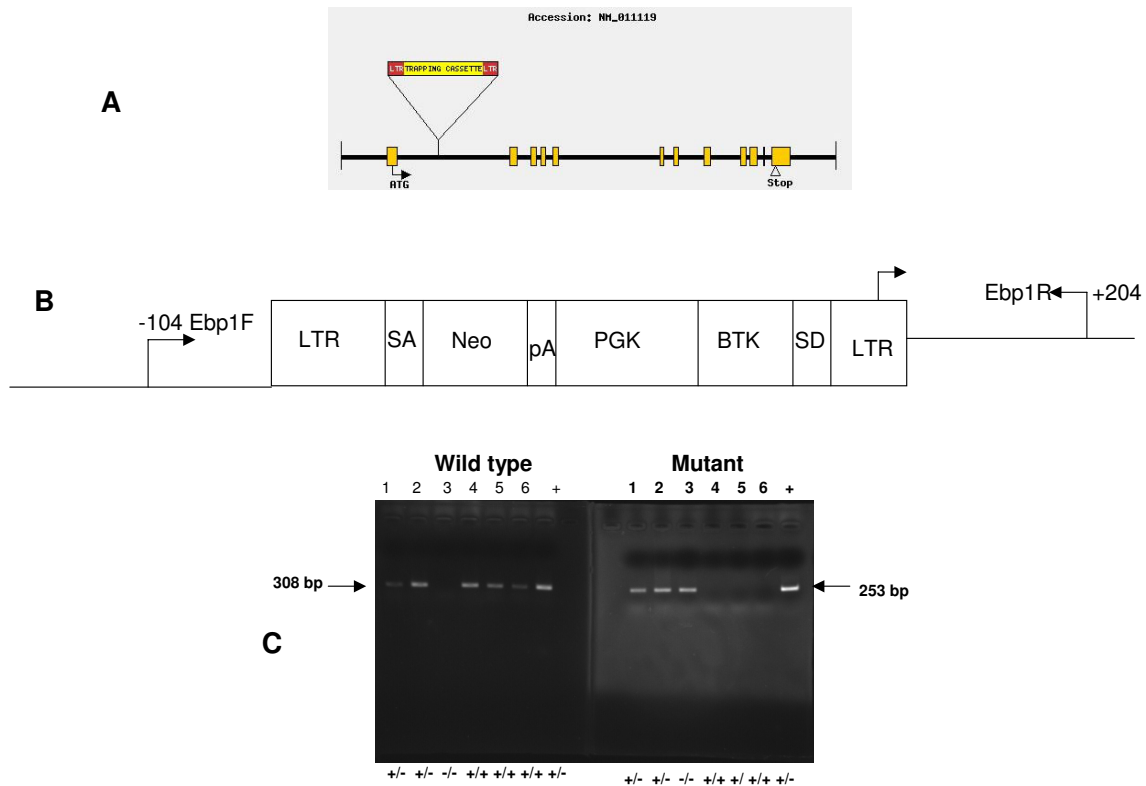 Accession: NM_011119
LTR TRAPPING CASSETTE LTR
A
ATG
Stop
B
-104 Ebp1F
LTR
SA
Neo
pA
PGK
BTK
SD
LTR
Ebp1R
+204
Wild type
Mutant
1 2 3 4 5 6 +
1 2 3 4 5 6 +
308 bp
253 bp
C
+/- +/- -/- +/+ +/+ +/+ +/-
+/- +/- -/- +/+ +/ +/+ +/-